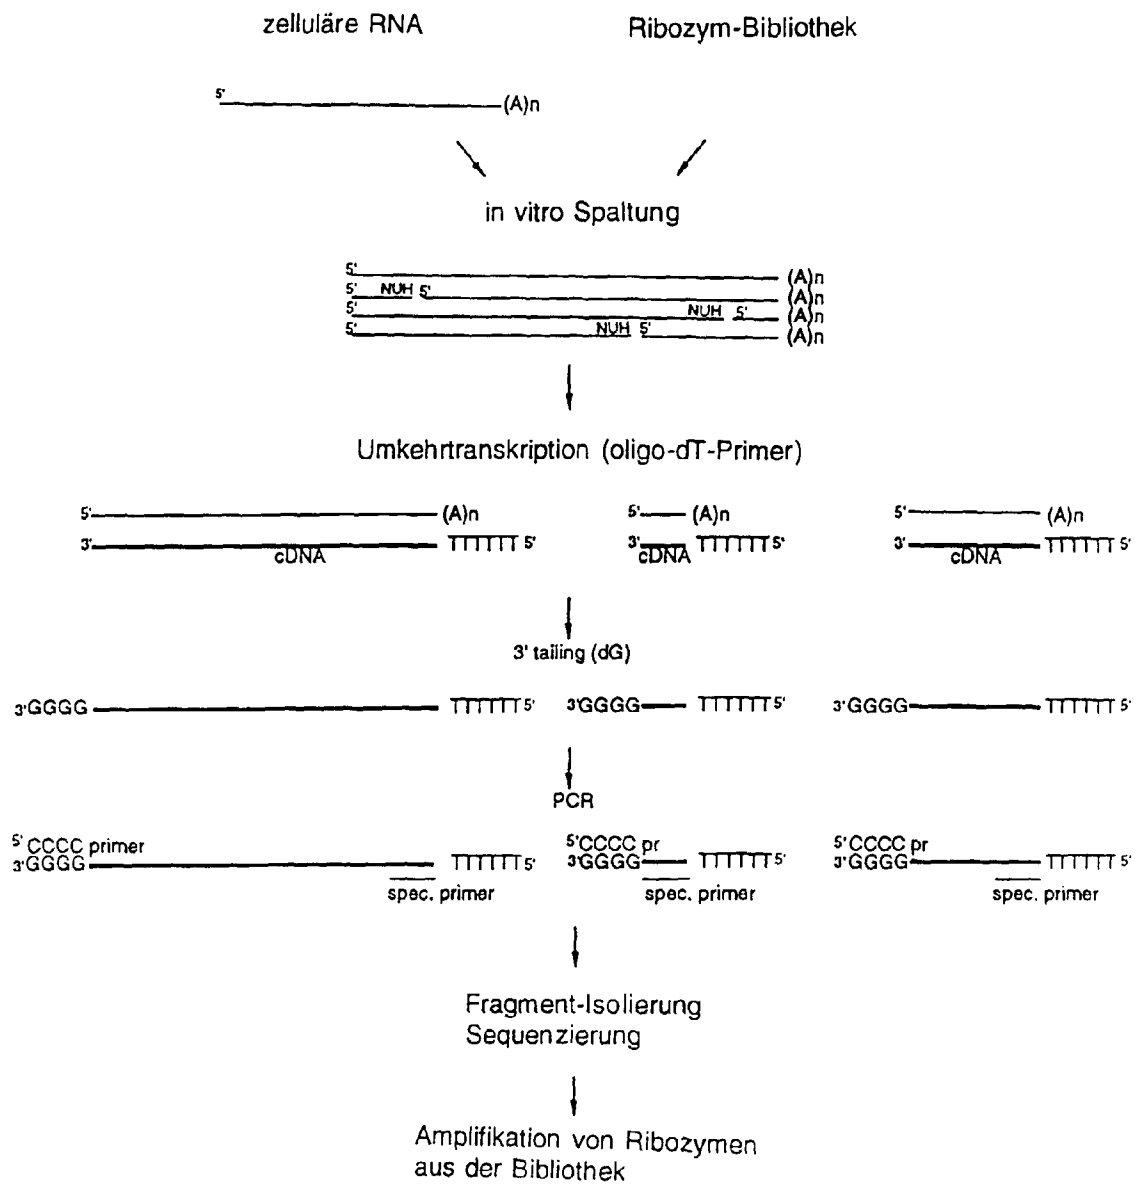 zelluläre RNA Ribozym-Bibliothek
5' (A)n
in vitro Spaltung
5' (A)n
5' NUH 5' (A)n
5' NUH 5' (A)n
5' NUH 5' (A)n
Umkehrtranskription (oligo-dT-Primer)
5' (A)n 5' (A)n 5' (A)n
3' TTTTTT 5' 3' TTTTTT 5' 3' TTTTTT 5'
cDNA cDNA cDNA
3' tailing (dG)
3'GGGG TTTTTT 5' 3'GGGG TTTTTT 5' 3'GGGG TTTTTT 5'
PCR
5' CCCC primer 5'CCCC pr 5'CCCC pr
3'GGGG TTTTTT 5' 3'GGGG TTTTTT 5' 3'GGGG TTTTTT 5'
spec. primer spec. primer spec. primer
Fragment-Isolierung
Sequenzierung
Amplifikation von Ribozymen
aus der Bibliothek